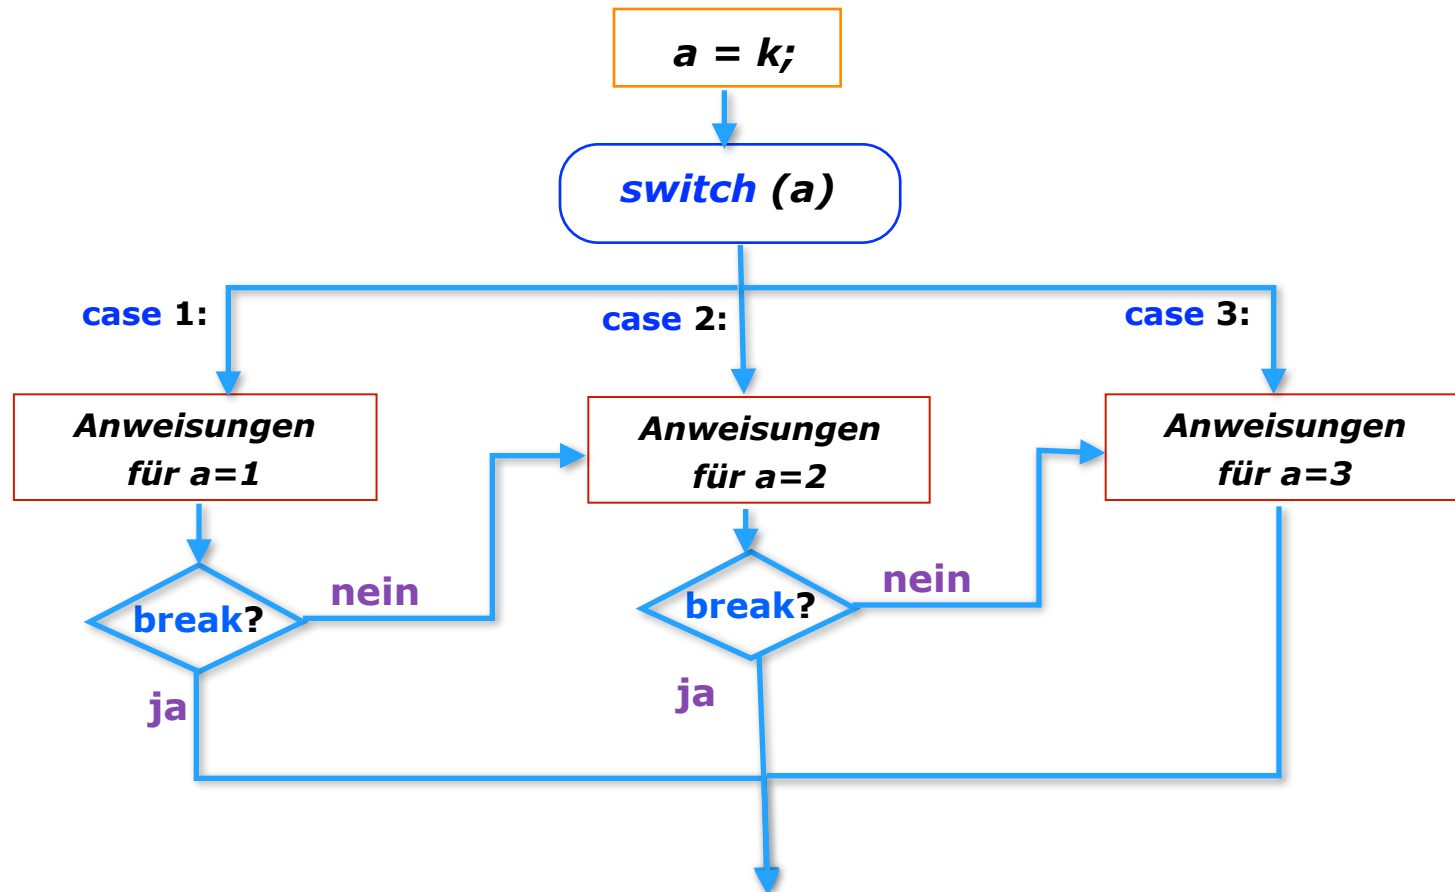 a = k;
switch (a)
case 1:
case 2:
case 3:
Anweisungen
für a=1
Anweisungen
für a=2
Anweisungen
für a=3
break?
nein
ja
break?
nein
ja